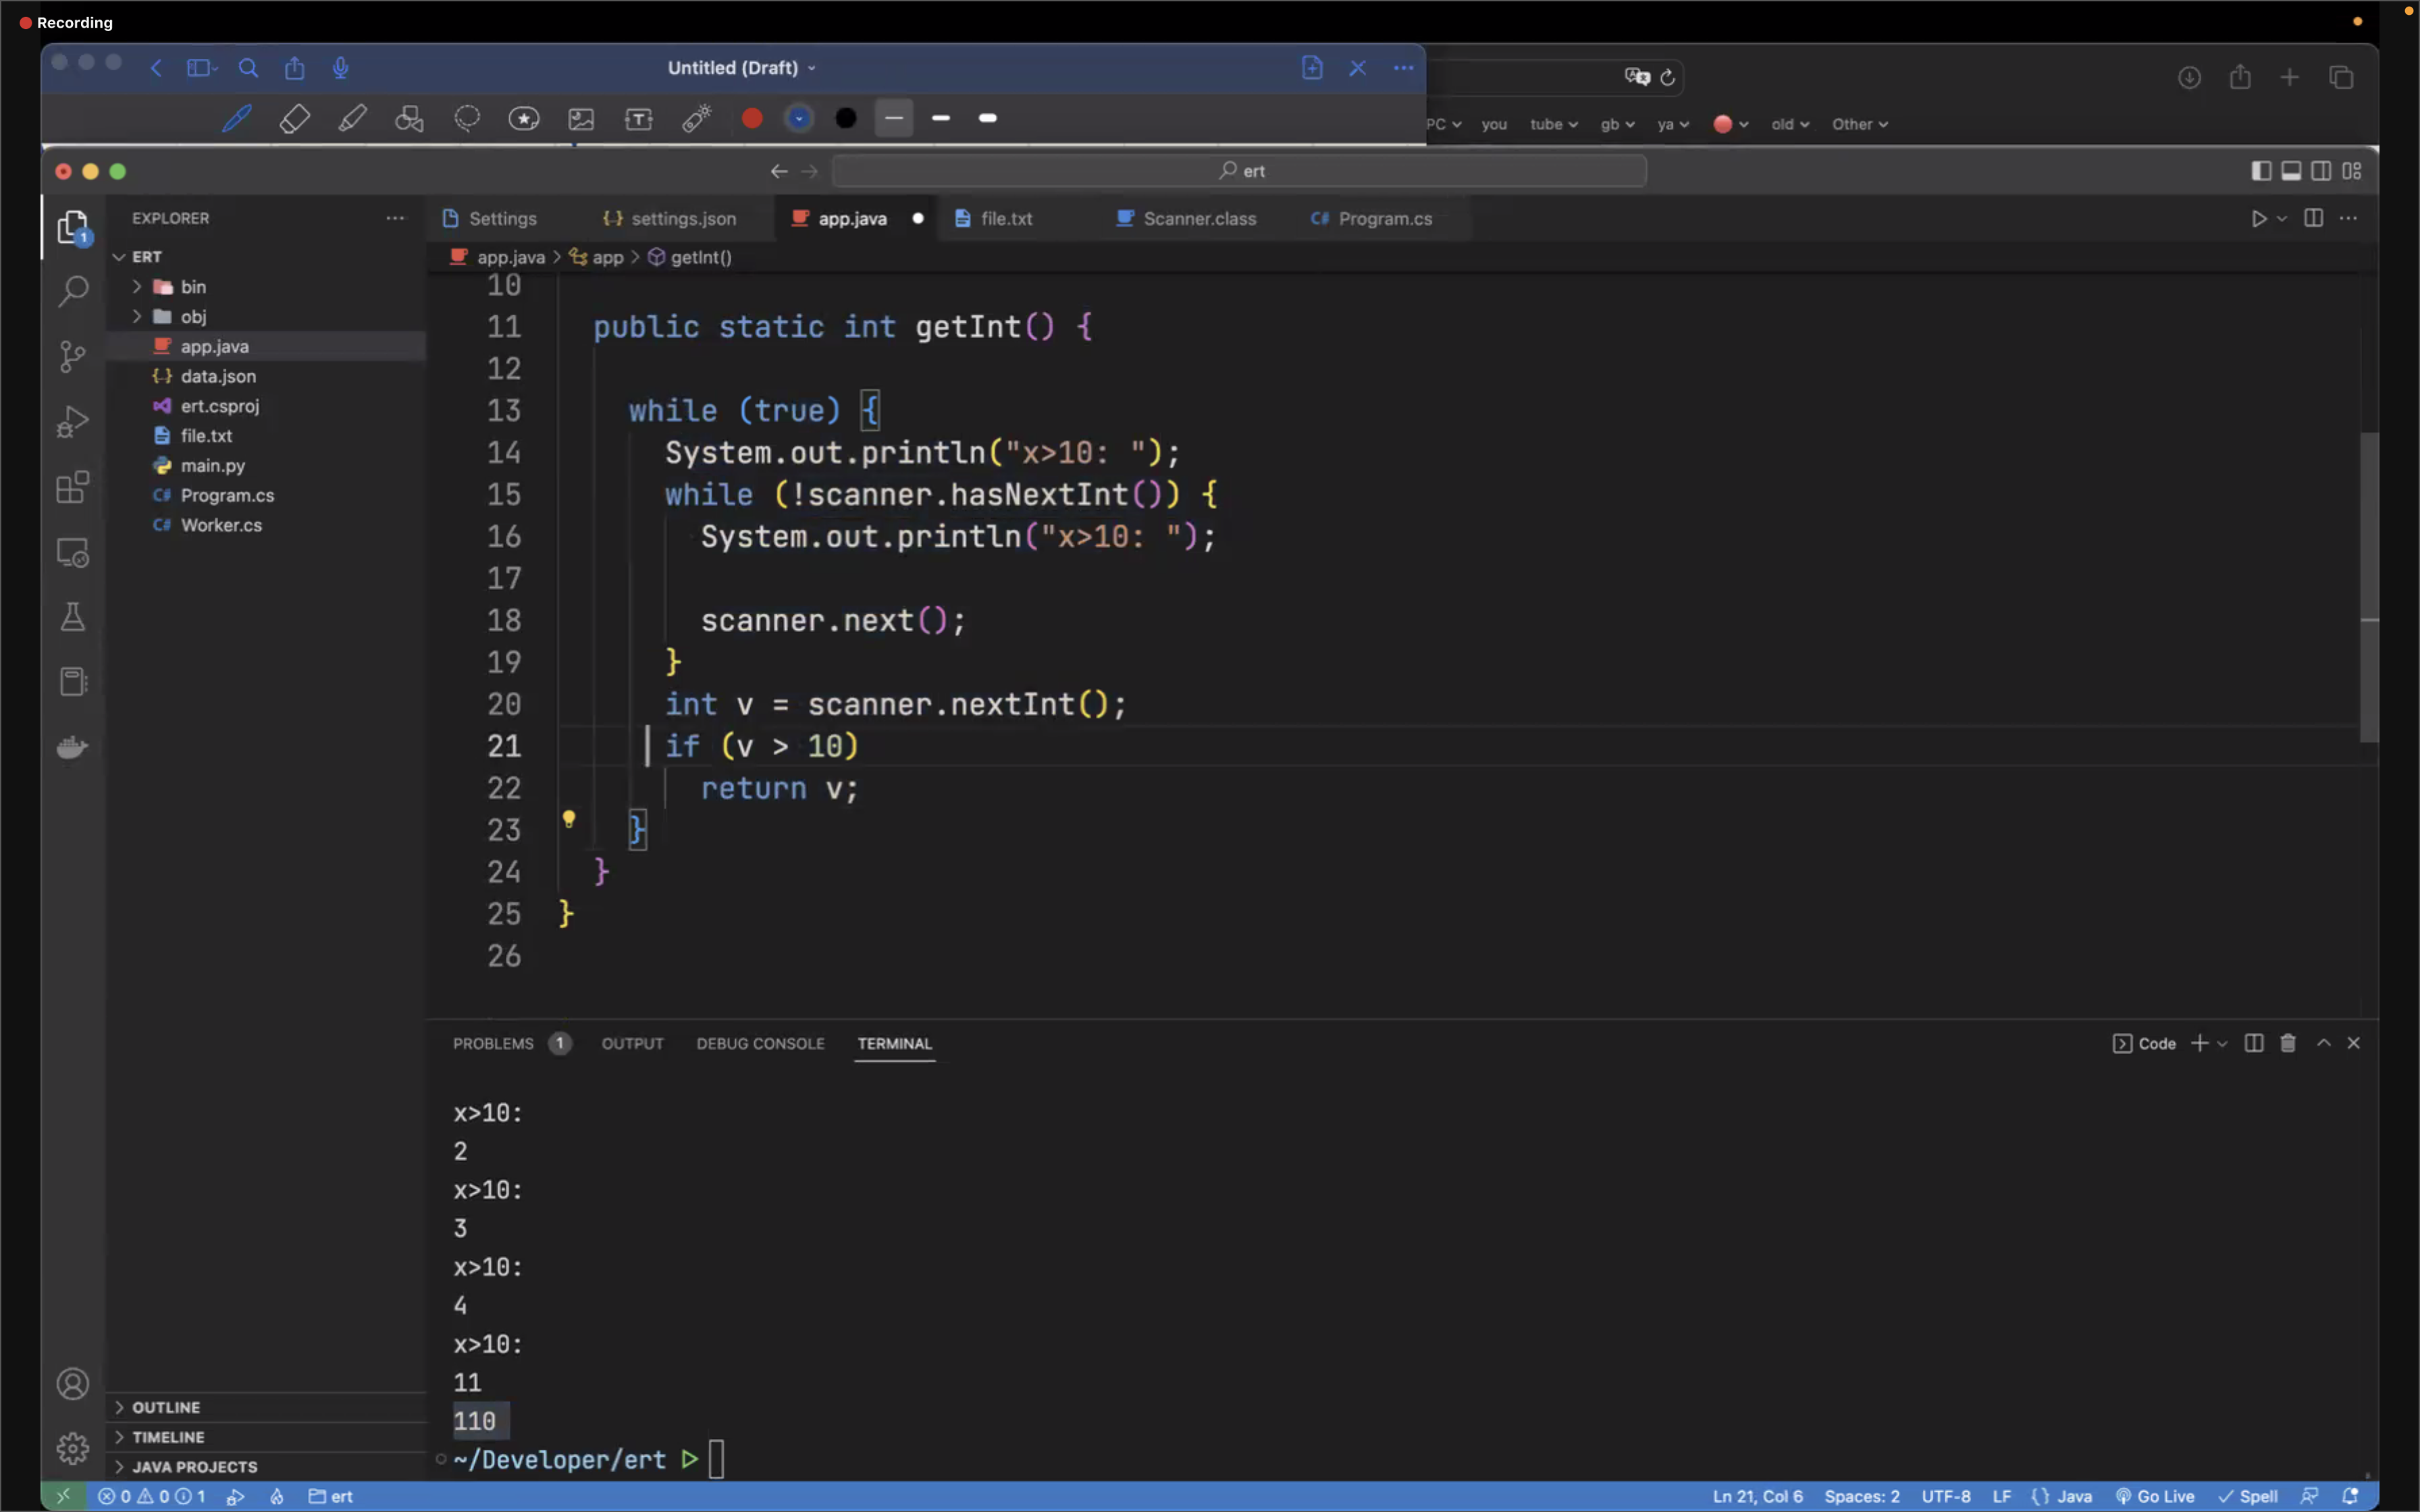 Recording
Untitled (Draft)
PC you tube gb ya old Other
ert
EXPLORER
Settings settings.json app.java file.txt Scanner.class Program.cs
app.java > app > getInt()
1
ERT
bin
obj
app.java
data.json
ert.csproj
file.txt
main.py
Program.cs
Worker.cs
OUTLINE
TIMELINE
JAVA PROJECTS
10
11 public static int getInt() {
12
13 while (true) {
14 System.out.println("x>10: ");
15 while (!scanner.hasNextInt()) {
16 System.out.println("x>10: ");
17
18 scanner.next();
19 }
20 int v = scanner.nextInt();
21 if (v > 10)
22 return v;
23 }
24 }
25 }
26
PROBLEMS 1 OUTPUT DEBUG CONSOLE TERMINAL
Code
x>10:
2
x>10:
3
x>10:
4
x>10:
11
110
~/Developer/ert
0 0 1 ert
Ln 21, Col 6 Spaces: 2 UTF-8 LF {} Java Go Live Spell